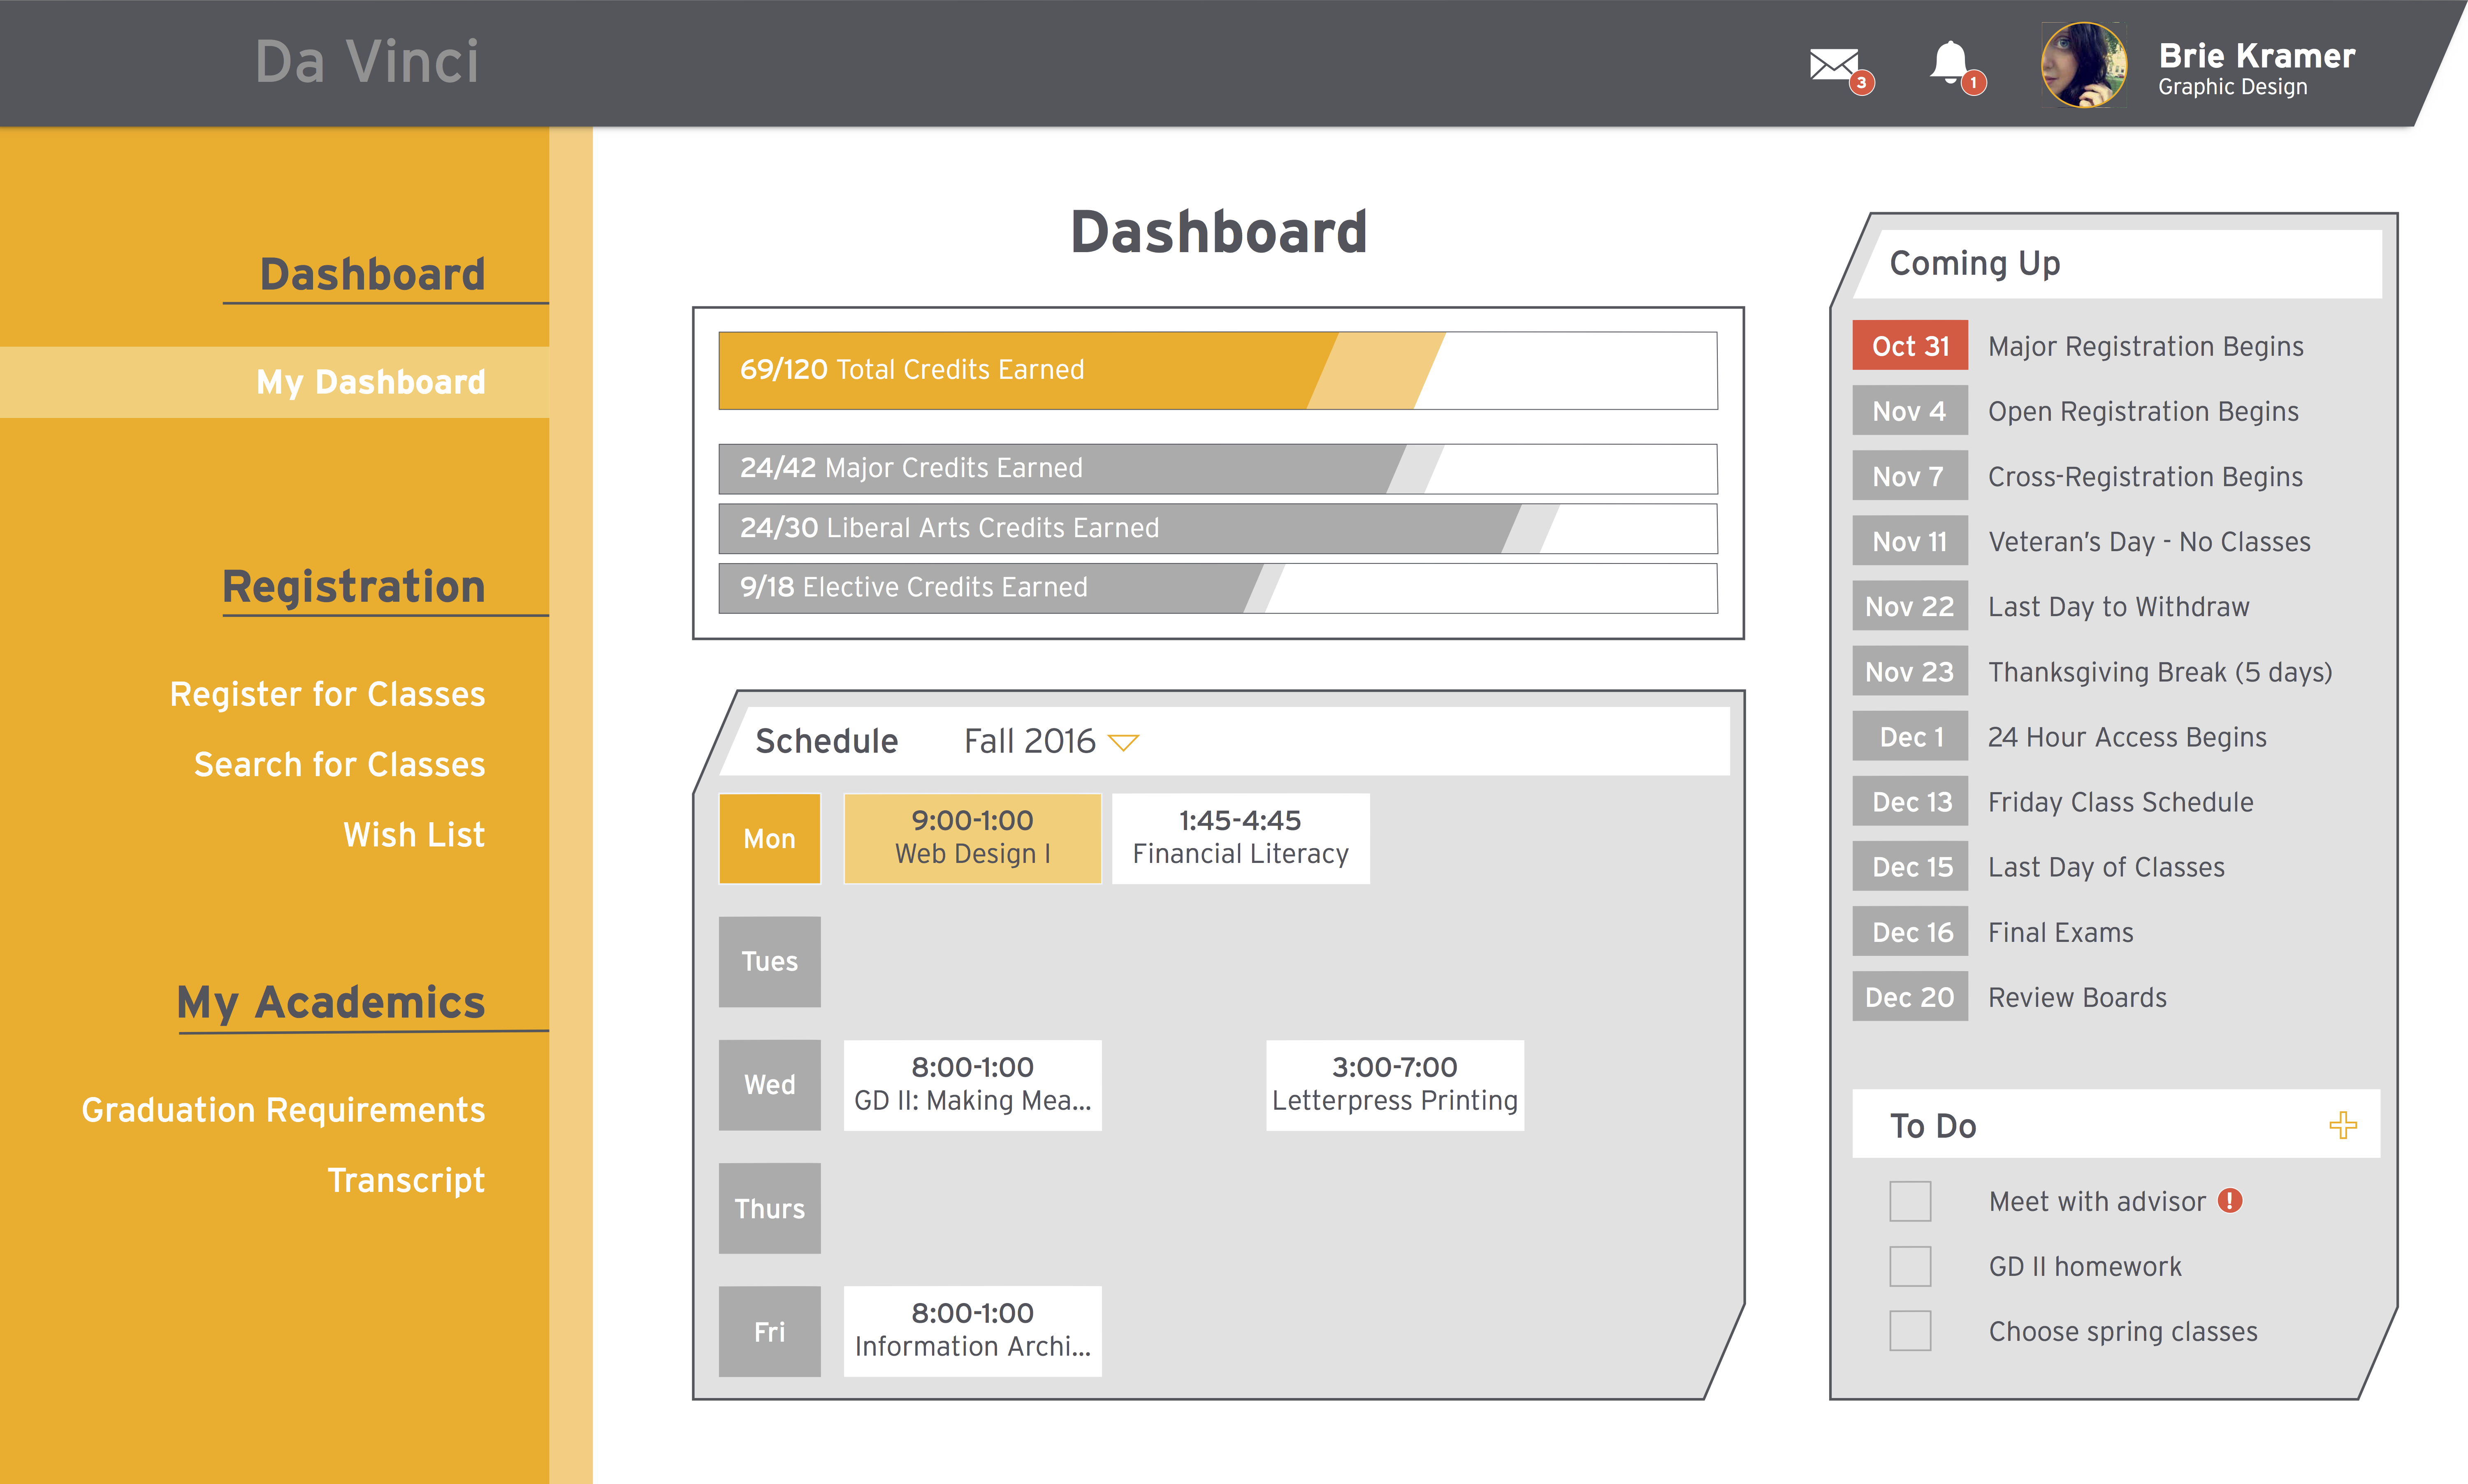 Da Vinci
3
1
Brie Kramer
Graphic Design
Dashboard
My Dashboard
Registration
Register for Classes
Search for Classes
Wish List
My Academics
Graduation Requirements
Transcript
Dashboard
69/120 Total Credits Earned
24/42 Major Credits Earned
24/30 Liberal Arts Credits Earned
9/18 Elective Credits Earned
Schedule Fall 2016
Mon
9:00-1:00
Web Design I
1:45-4:45
Financial Literacy
Tues
Wed
8:00-1:00
GD II: Making Mea...
3:00-7:00
Letterpress Printing
Thurs
Fri
8:00-1:00
Information Archi...
Coming Up
Oct 31 Major Registration Begins
Nov 4 Open Registration Begins
Nov 7 Cross-Registration Begins
Nov 11 Veteran's Day - No Classes
Nov 22 Last Day to Withdraw
Nov 23 Thanksgiving Break (5 days)
Dec 1 24 Hour Access Begins
Dec 13 Friday Class Schedule
Dec 15 Last Day of Classes
Dec 16 Final Exams
Dec 20 Review Boards
To Do
Meet with advisor !
GD II homework
Choose spring classes